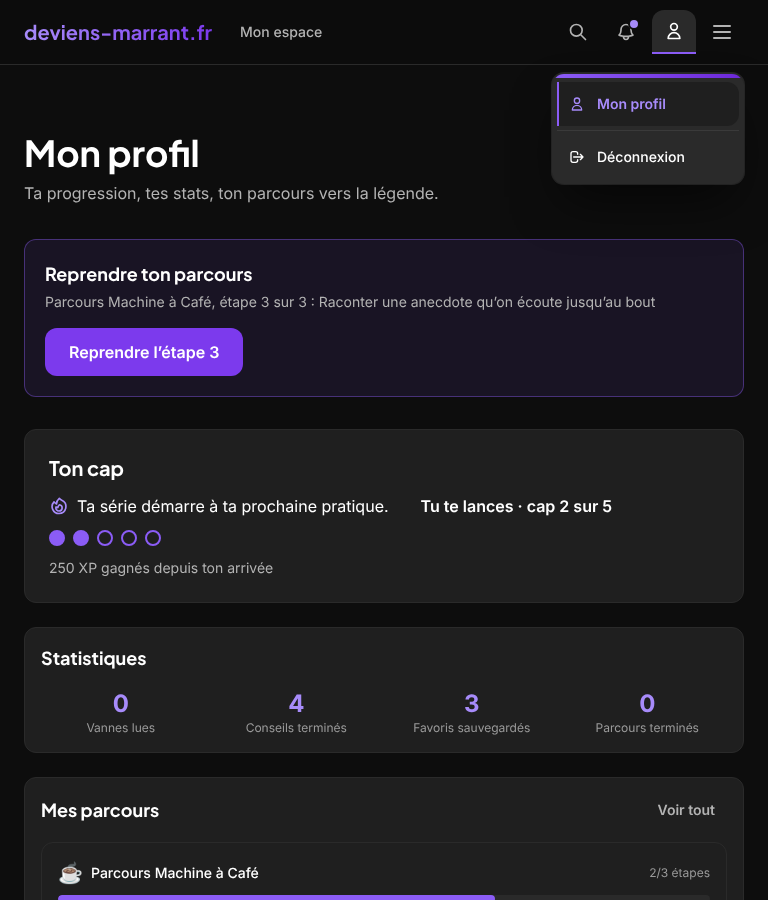 deviens-marrant.fr
Mon espace
Mon profil
Déconnexion
Mon profil
Ta progression, tes stats, ton parcours vers la légende.
Reprendre ton parcours
Parcours Machine à Café, étape 3 sur 3 : Raconter une anecdote qu’on écoute jusqu’au bout
Reprendre l’étape 3
Ton cap
Ta série démarre à ta prochaine pratique.
Tu te lances · cap 2 sur 5
250 XP gagnés depuis ton arrivée
Statistiques
0
Vannes lues
4
Conseils terminés
3
Favoris sauvegardés
0
Parcours terminés
Mes parcours
Voir tout
Parcours Machine à Café
2/3 étapes